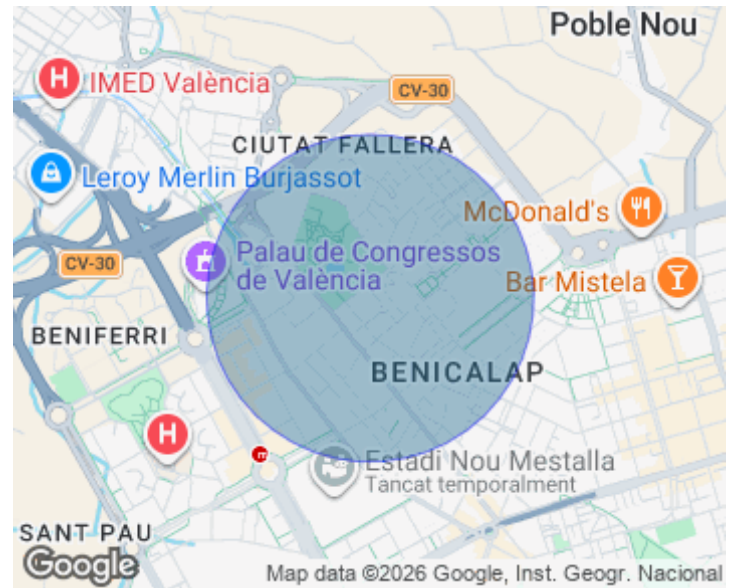 Poble Nou
IMED València
CV-30
CIUTAT FALLERA
Leroy Merlin Burjassot
McDonald's
CV-30
Palau de Congressos
de València
Bar Mistela
BENIFERRI
BENICALAP
Estadi Nou Mestalla
Tancat temporalment
SANT PAU
Google
Map data ©2026 Google, Inst. Geogr. Nacional